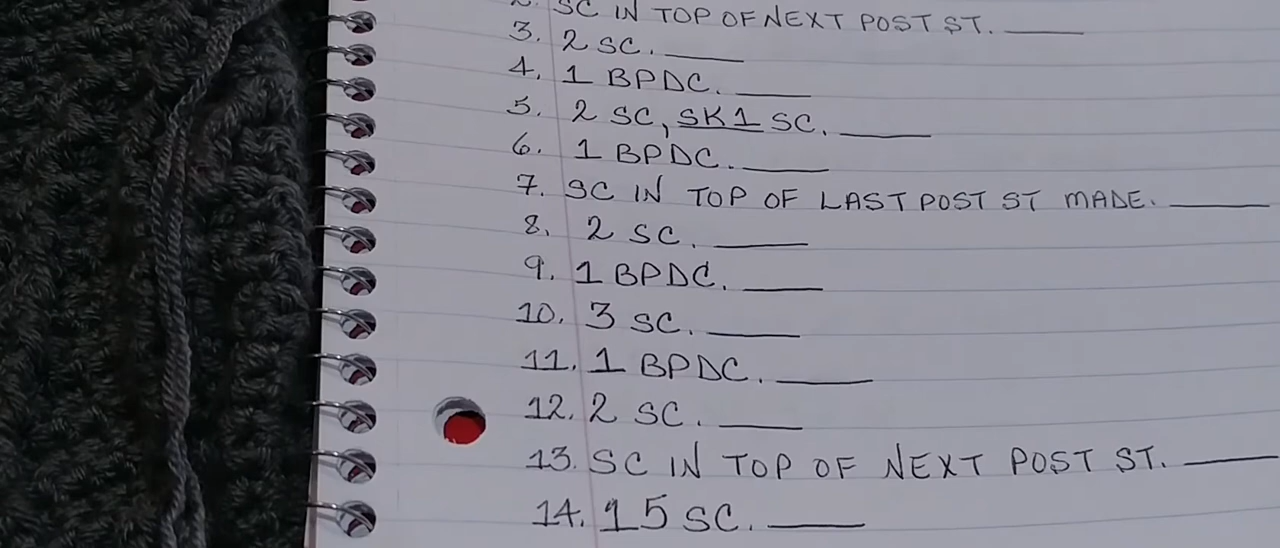 2. SC IN TOP OF NEXT POST ST. ____
3. 2 SC. ____
4. 1 BPDC. ____
5. 2 SC, SK1 SC. ____
6. 1 BPDC. ____
7. SC IN TOP OF LAST POST ST MADE. ____
8. 2 SC. ____
9. 1 BPDC. ____
10. 3 SC. ____
11. 1 BPDC. ____
12. 2 SC. ____
13. SC IN TOP OF NEXT POST ST. ____
14. 15 SC. ____